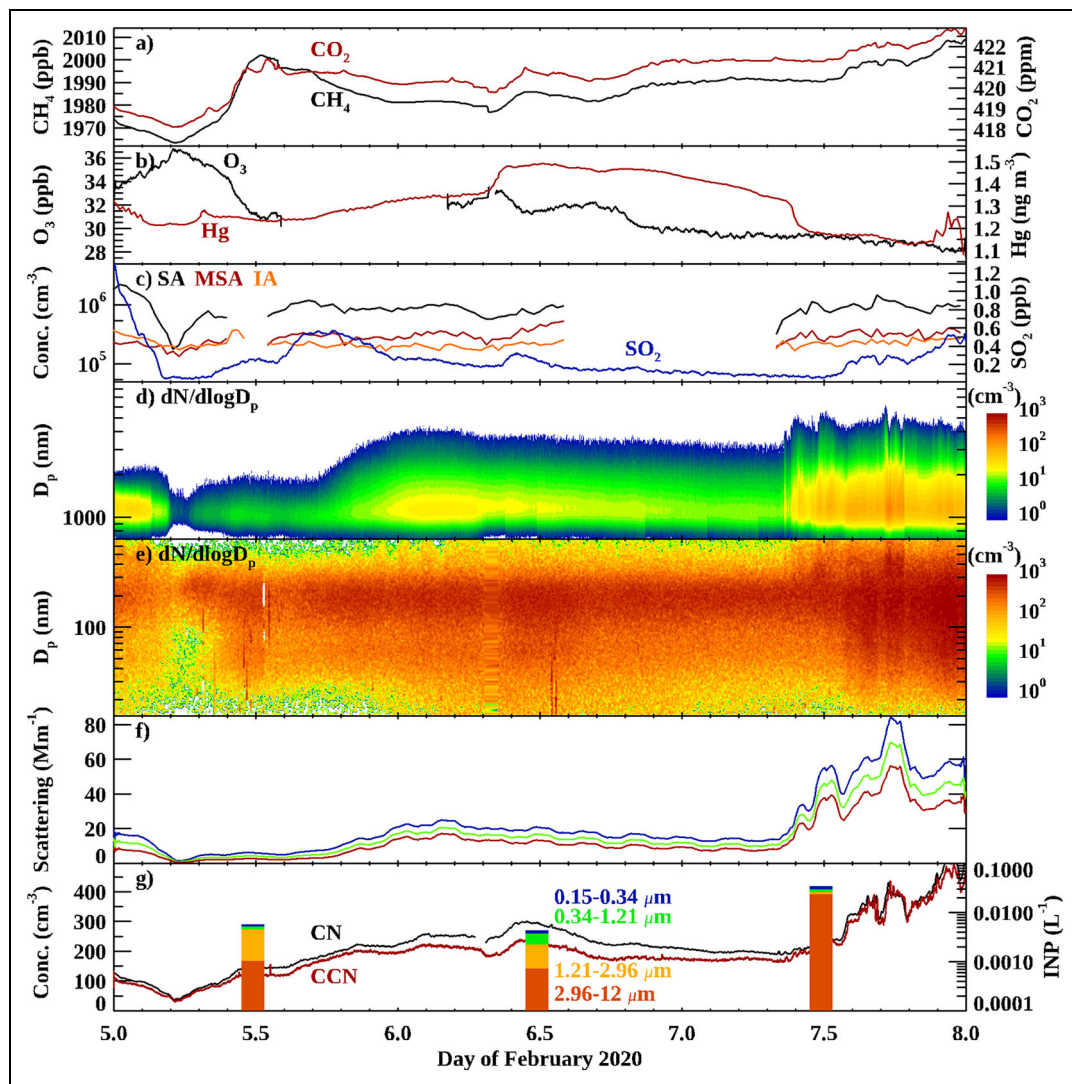 a)
CO2
CH4
CH4 (ppb)
2010
2000
1990
1980
1970
422
421
420
419
418
CO2 (ppm)
b)
O3
Hg
O3 (ppb)
36
34
32
30
28
1.5
1.4
1.3
1.2
1.1
Hg (ng m-3)
c) SA MSA IA
SO2
Conc. (cm-3)
10^6
10^5
1.2
1.0
0.8
0.6
0.4
0.2
SO2 (ppb)
d) dN/dlogDp
Dp (nm)
1000
(cm-3)
10^3
10^2
10^1
10^0
e) dN/dlogDp
Dp (nm)
100
(cm-3)
10^3
10^2
10^1
10^0
f)
Scattering (Mm-1)
80
60
40
20
0
g)
CN
CCN
0.15-0.34 μm
0.34-1.21 μm
1.21-2.96 μm
2.96-12 μm
Conc. (cm-3)
400
300
200
100
0
0.1000
0.0100
0.0010
0.0001
INP (L-1)
5.0 5.5 6.0 6.5 7.0 7.5 8.0
Day of February 2020